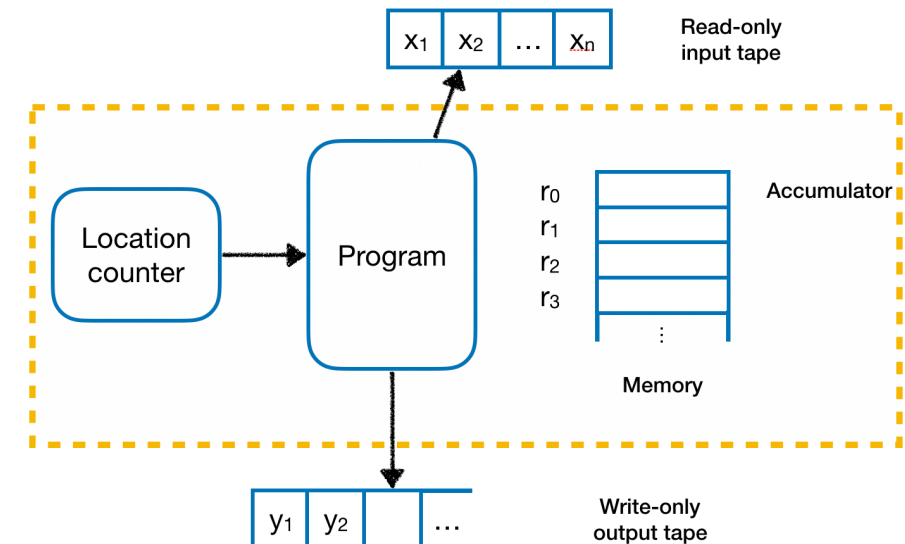 x1 x2 ... xn
Read-only
input tape
Location
counter
Program
r0
r1
r2
r3
⋮
Accumulator
Memory
y1 y2 ...
Write-only
output tape